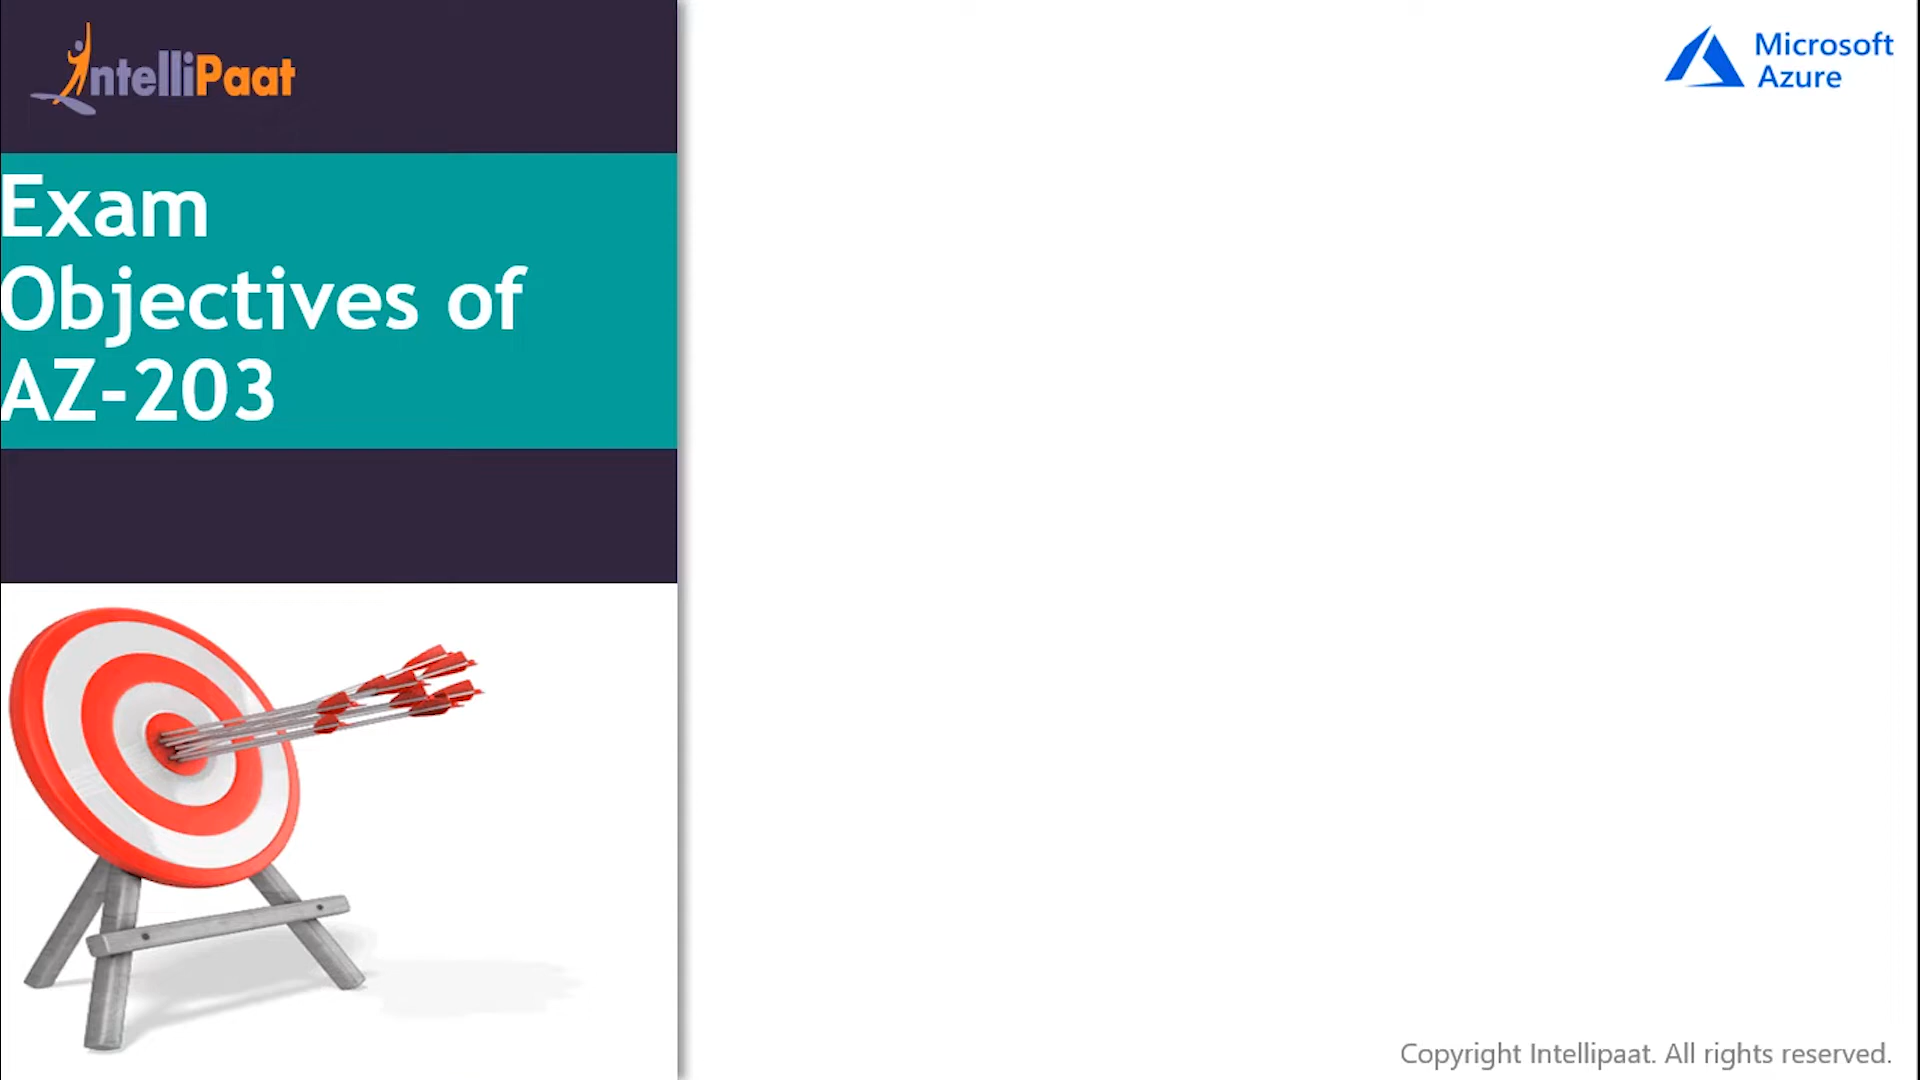 IntelliPaat
Microsoft
Azure
Exam
Objectives of
AZ-203
Copyright Intellipaat. All rights reserved.